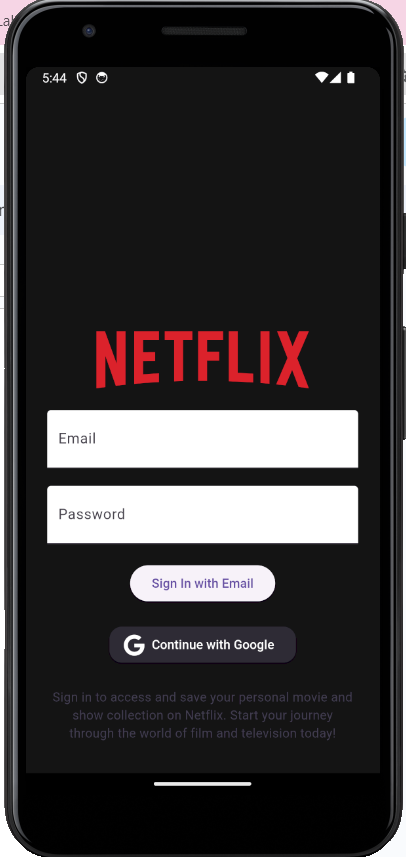 5:44
NETFLIX
Email
Password
Sign In with Email
G Continue with Google
Sign in to access and save your personal movie and
show collection on Netflix. Start your journey
through the world of film and television today!